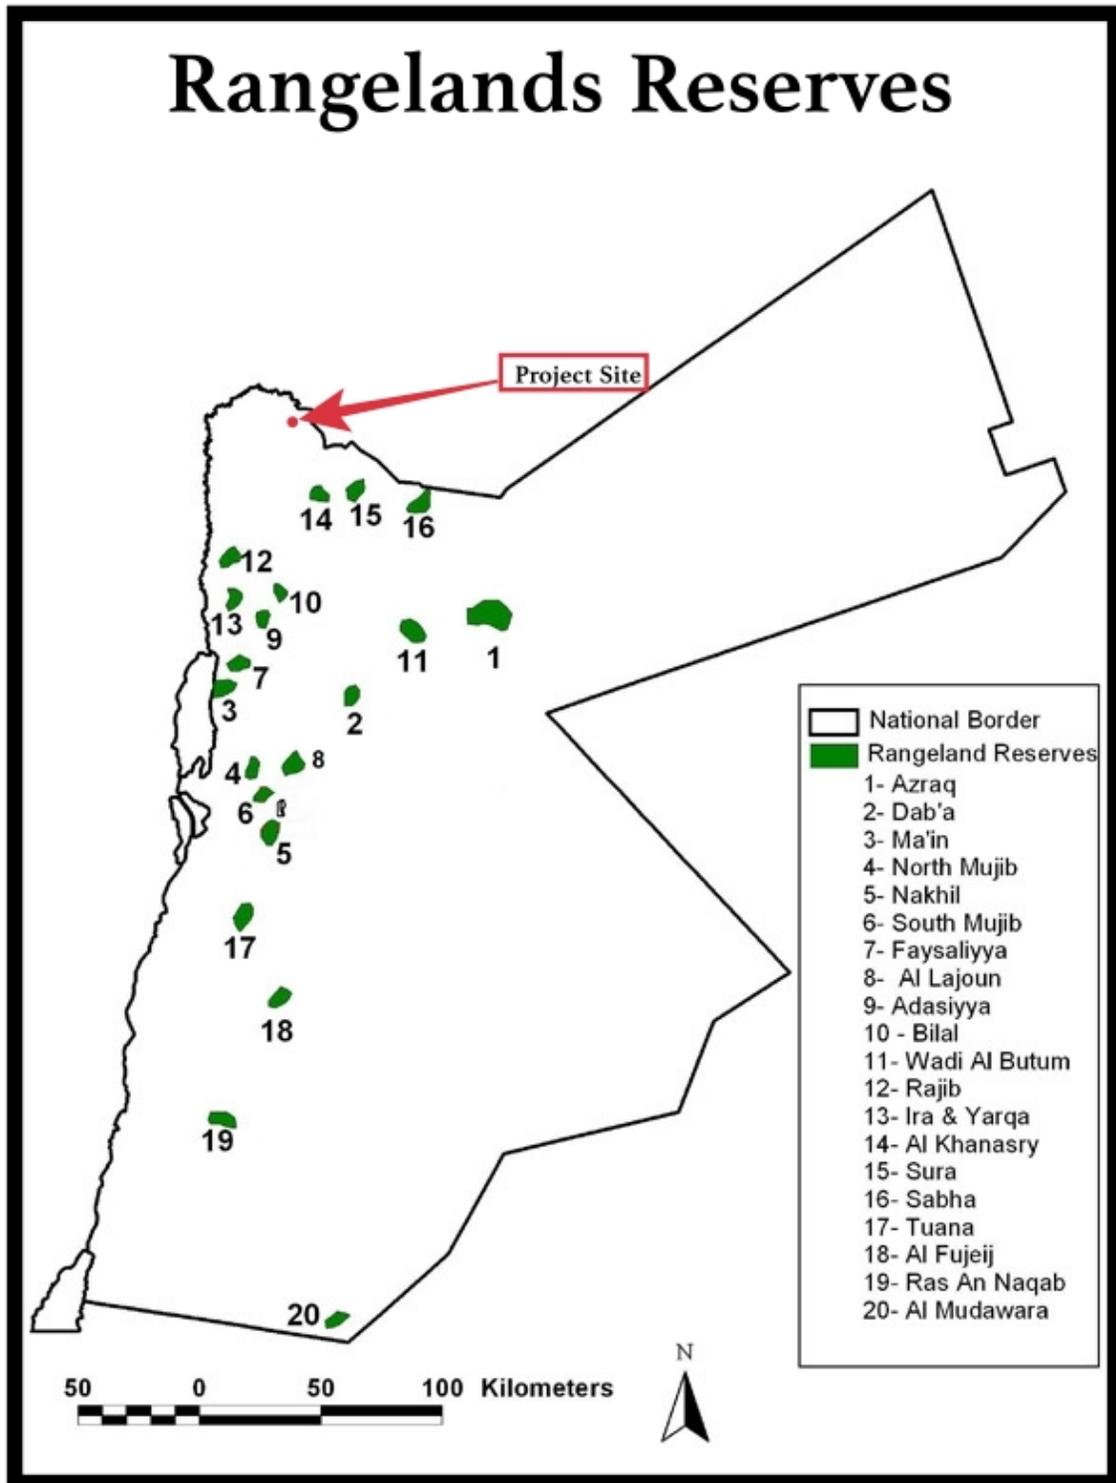 Rangelands Reserves
Project Site
14
15
16
12
10
13
9
11
1
7
3
2
4
8
6
5
17
18
19
20
National Border
Rangeland Reserves
1- Azraq
2- Dab'a
3- Ma'in
4- North Mujib
5- Nakhil
6- South Mujib
7- Faysaliyya
8- Al Lajoun
9- Adasiyya
10 - Bilal
11- Wadi Al Butum
12- Rajib
13- Ira & Yarqa
14- Al Khanasry
15- Sura
16- Sabha
17- Tuana
18- Al Fujeij
19- Ras An Naqab
20- Al Mudawara
N
50 0 50 100 Kilometers